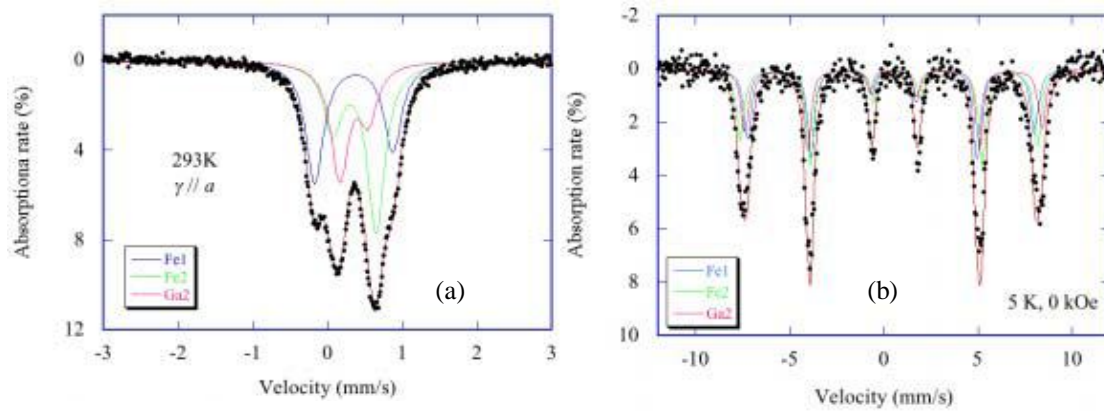 0
4
8
12
Absorptiona rate (%)
293K
γ // a
Fe1
Fe2
Ga2
(a)
-3 -2 -1 0 1 2 3
Velocity (mm/s)
-2
0
2
4
6
8
10
Absorption rate (%)
Fe1
Fe2
Ga2
(b)
5 K, 0 kOe
-10 -5 0 5 10
Velocity (mm/s)